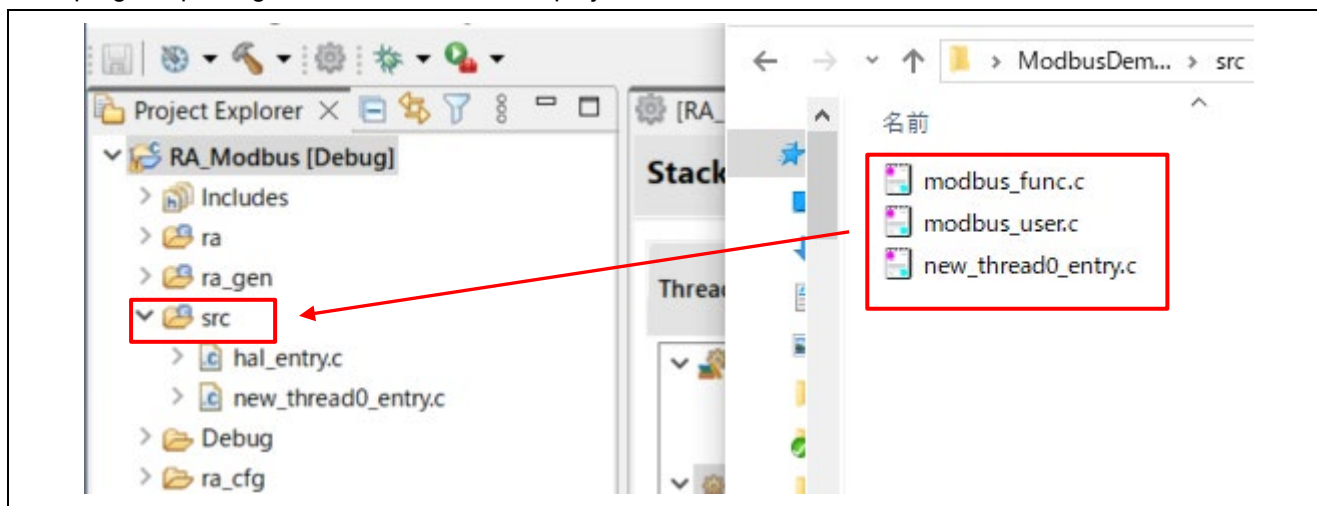 Project Explorer
RA_Modbus [Debug]
Includes
ra
ra_gen
src
hal_entry.c
new_thread0_entry.c
Debug
ra_cfg
[RA_
Stack
Threa
ModbusDem... > src
名前
modbus_func.c
modbus_user.c
new_thread0_entry.c